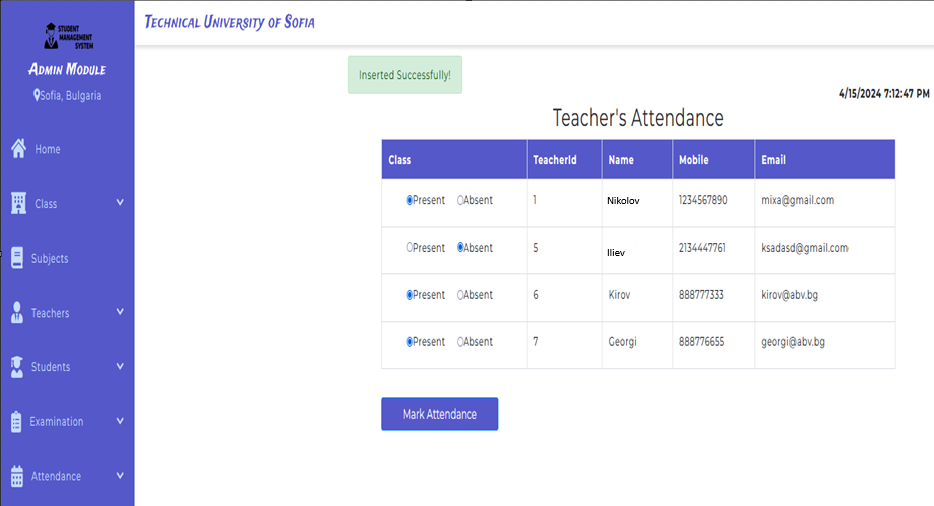 STUDENT
MANAGEMENT
SYSTEM
Admin Module
Sofia, Bulgaria
Home
Class
Subjects
Teachers
Students
Examination
Attendance
Technical University of Sofia
Inserted Successfully!
4/15/2024 7:12:47 PM
Teacher's Attendance
Class TeacherId Name Mobile Email
Present Absent 1 Nikolov 1234567890 mixa@gmail.com
Present Absent 5 Iliev 2134447761 ksadasd@gmail.com
Present Absent 6 Kirov 888777333 kirov@abv.bg
Present Absent 7 Georgi 888776655 georgi@abv.bg
Mark Attendance